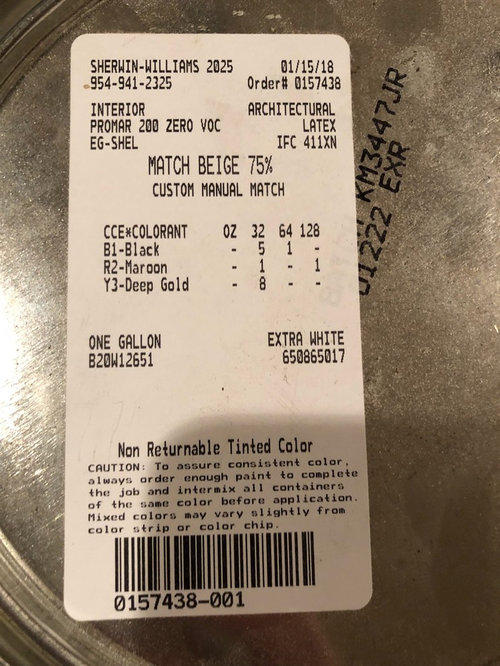 SHERWIN-WILLIAMS 2025 01/15/18
954-941-2325 Order# 0157438
INTERIOR ARCHITECTURAL
PROMAR 200 ZERO VOC LATEX
EG-SHEL IFC 411XN
MATCH BEIGE 75%
CUSTOM MANUAL MATCH
CCE*COLORANT OZ 32 64 128
B1-Black - 5 1 -
R2-Maroon - 1 - 1
Y3-Deep Gold - 8 - -
ONE GALLON EXTRA WHITE
B20W12651 650865017
Non Returnable Tinted Color
CAUTION: To assure consistent color,
always order enough paint to complete
the job and intermix all containers
of the same color before application.
Mixed colors may vary slightly from
color strip or color chip.
0157438-001
KM3447JR
01222 EXR